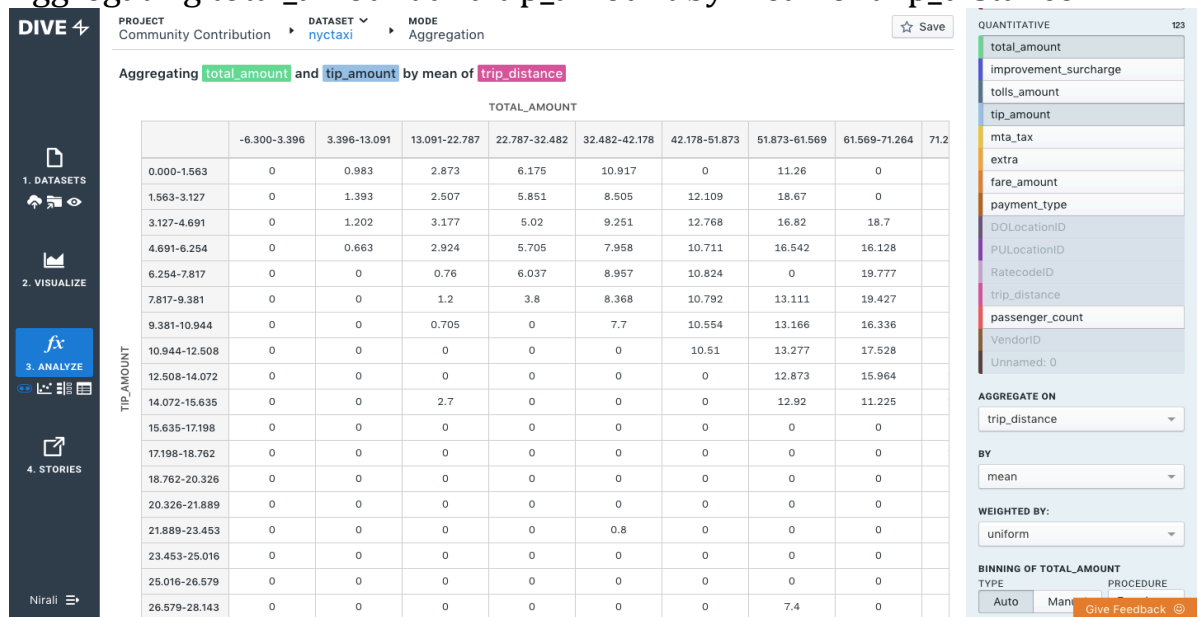 DIVE
PROJECT
Community Contribution
DATASET
nyctaxi
MODE
Aggregation
Save
Aggregating total_amount and tip_amount by mean of trip_distance
TOTAL_AMOUNT
-6.300-3.396 3.396-13.091 13.091-22.787 22.787-32.482 32.482-42.178 42.178-51.873 51.873-61.569 61.569-71.264 71.2
TIP_AMOUNT
0.000-1.563 0 0.983 2.873 6.175 10.917 0 11.26 0
1.563-3.127 0 1.393 2.507 5.851 8.505 12.109 18.67 0
3.127-4.691 0 1.202 3.177 5.02 9.251 12.768 16.82 18.7
4.691-6.254 0 0.663 2.924 5.705 7.958 10.711 16.542 16.128
6.254-7.817 0 0 0.76 6.037 8.957 10.824 0 19.777
7.817-9.381 0 0 1.2 3.8 8.368 10.792 13.111 19.427
9.381-10.944 0 0 0.705 0 7.7 10.554 13.166 16.336
10.944-12.508 0 0 0 0 0 10.51 13.277 17.528
12.508-14.072 0 0 0 0 0 0 12.873 15.964
14.072-15.635 0 0 2.7 0 0 0 12.92 11.225
15.635-17.198 0 0 0 0 0 0 0 0
17.198-18.762 0 0 0 0 0 0 0 0
18.762-20.326 0 0 0 0 0 0 0 0
20.326-21.889 0 0 0 0 0 0 0 0
21.889-23.453 0 0 0 0 0.8 0 0 0
23.453-25.016 0 0 0 0 0 0 0 0
25.016-26.579 0 0 0 0 0 0 0 0
26.579-28.143 0 0 0 0 0 0 7.4 0
1. DATASETS
2. VISUALIZE
fx
3. ANALYZE
4. STORIES
Nirali
QUANTITATIVE 123
total_amount
improvement_surcharge
tolls_amount
tip_amount
mta_tax
extra
fare_amount
payment_type
DOLocationID
PULocationID
RatecodeID
trip_distance
passenger_count
VendorID
Unnamed: 0
AGGREGATE ON
trip_distance
BY
mean
WEIGHTED BY:
uniform
BINNING OF TOTAL_AMOUNT
TYPE PROCEDURE
Auto Manu
Give Feedback